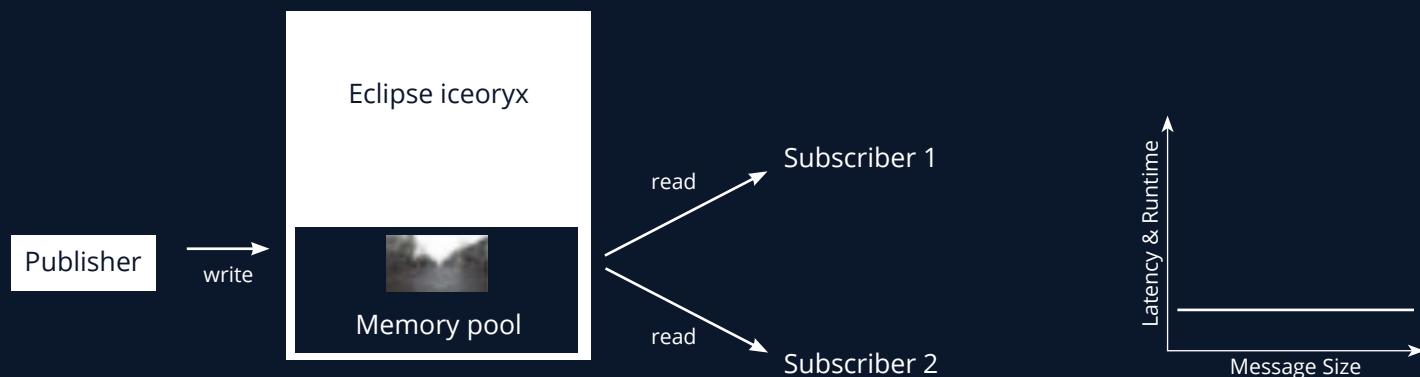 Eclipse iceoryx
Publisher
write
Memory pool
read
read
Subscriber 1
Subscriber 2
Latency & Runtime
Message Size